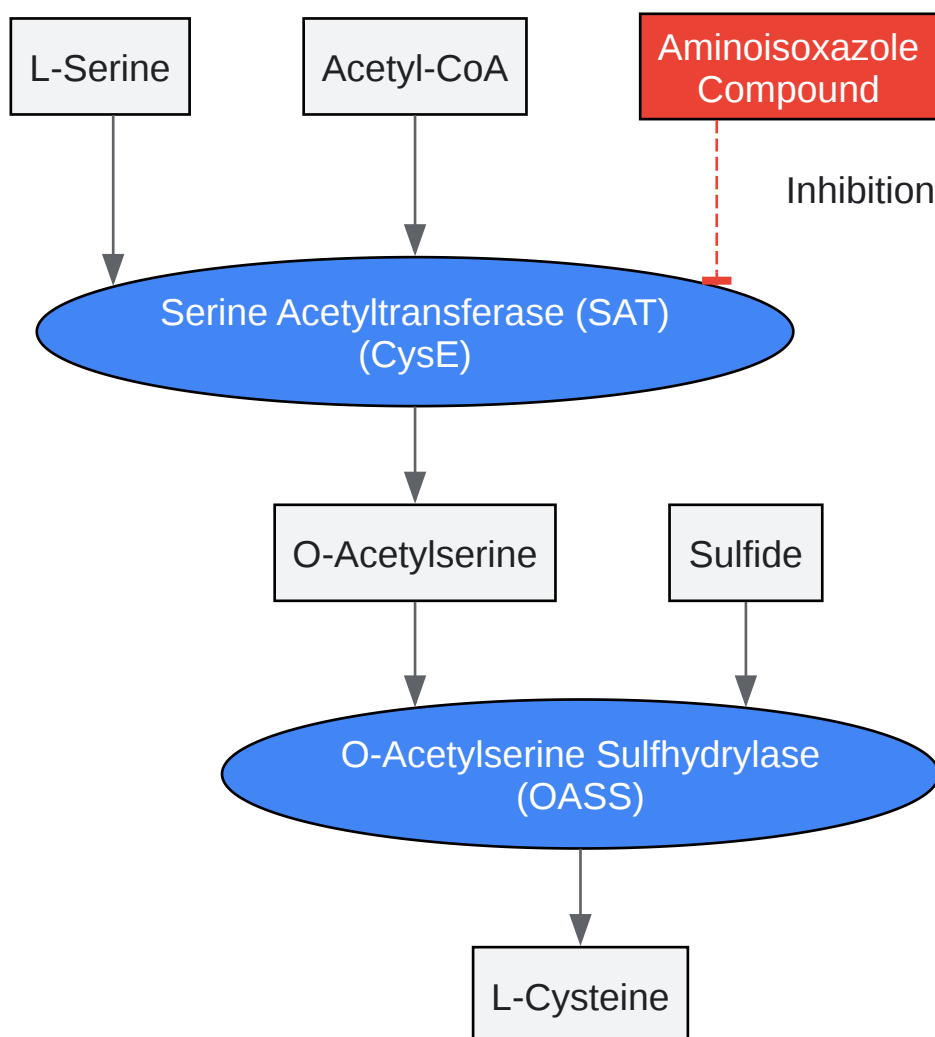 L-Serine
Acetyl-CoA
Aminoisoxazole
Compound
Inhibition
Serine Acetyltransferase (SAT)
(CysE)
O-Acetylserine
Sulfide
O-Acetylserine Sulfhydrylase
(OASS)
L-Cysteine